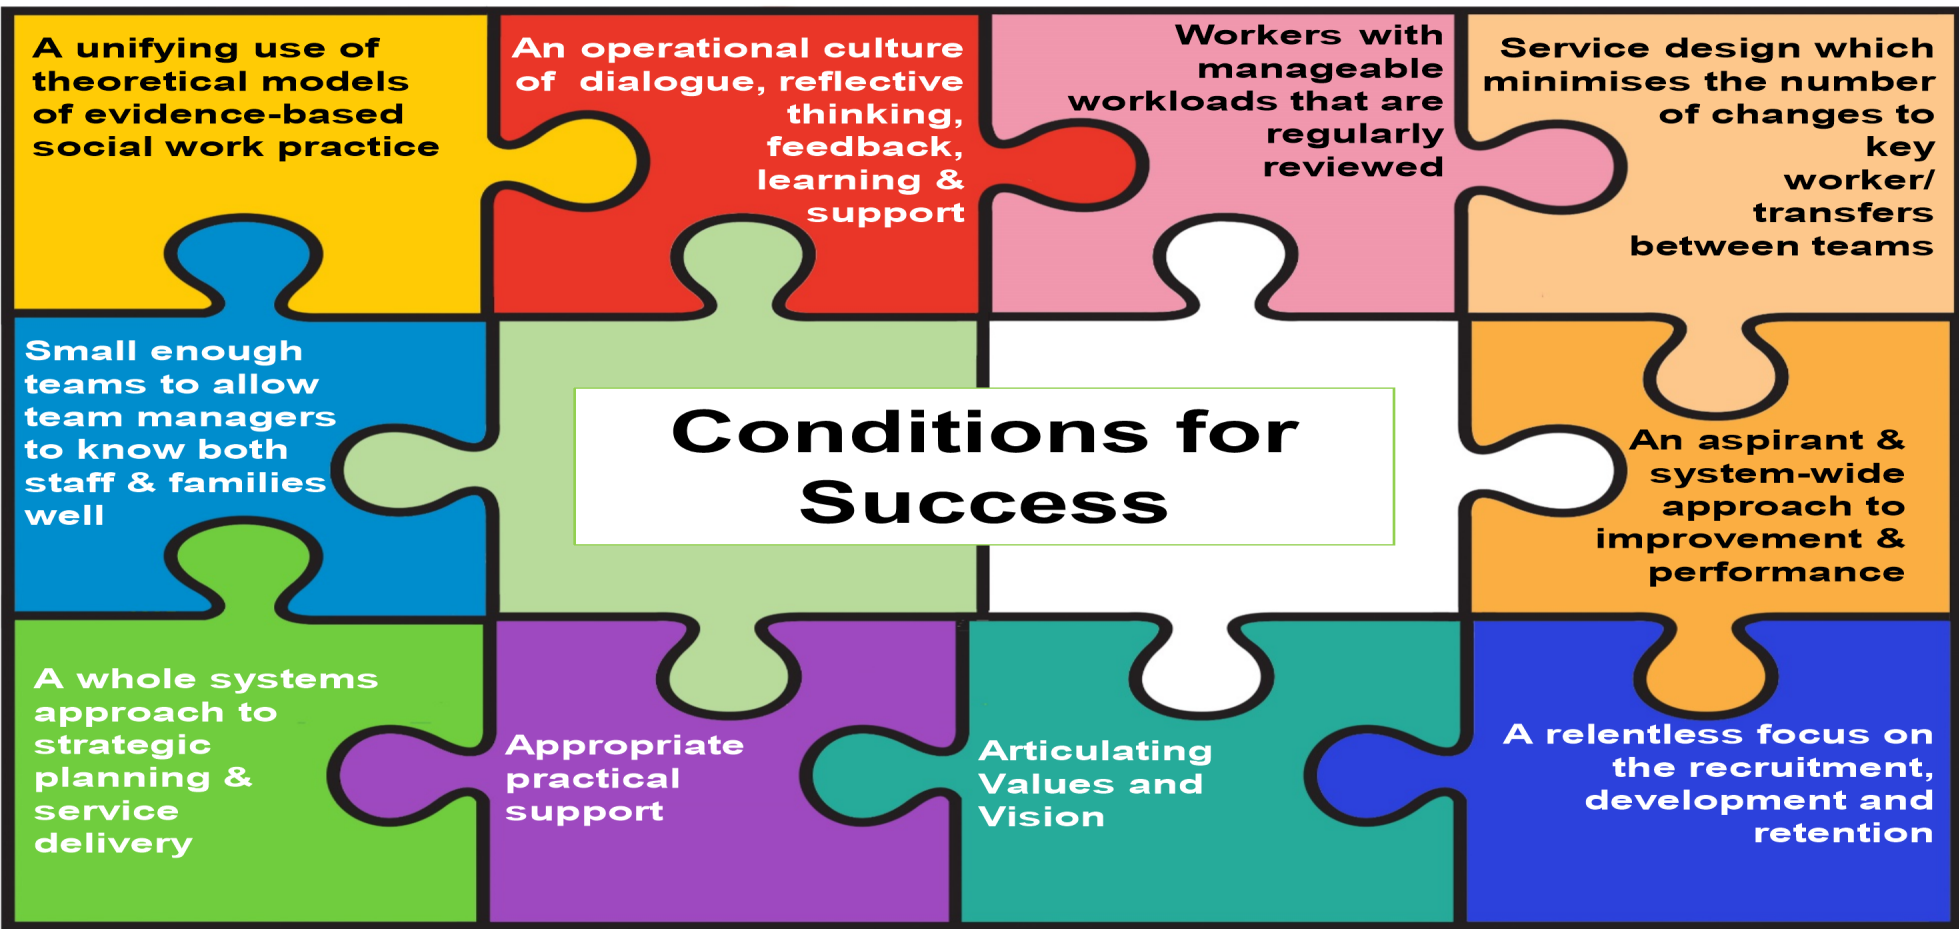 A unifying use of
theoretical models
of evidence-based
social work practice
An operational culture
of dialogue, reflective
thinking,
feedback,
learning &
support
Workers with
manageable
workloads that are
regularly
reviewed
Service design which
minimises the number
of changes to
key
worker/
transfers
between teams
Small enough
teams to allow
team managers
to know both
staff & families
well
Conditions for
Success
An aspirant &
system-wide
approach to
improvement &
performance
A whole systems
approach to
strategic
planning &
service
delivery
Appropriate
practical
support
Articulating
Values and
Vision
A relentless focus on
the recruitment,
development and
retention